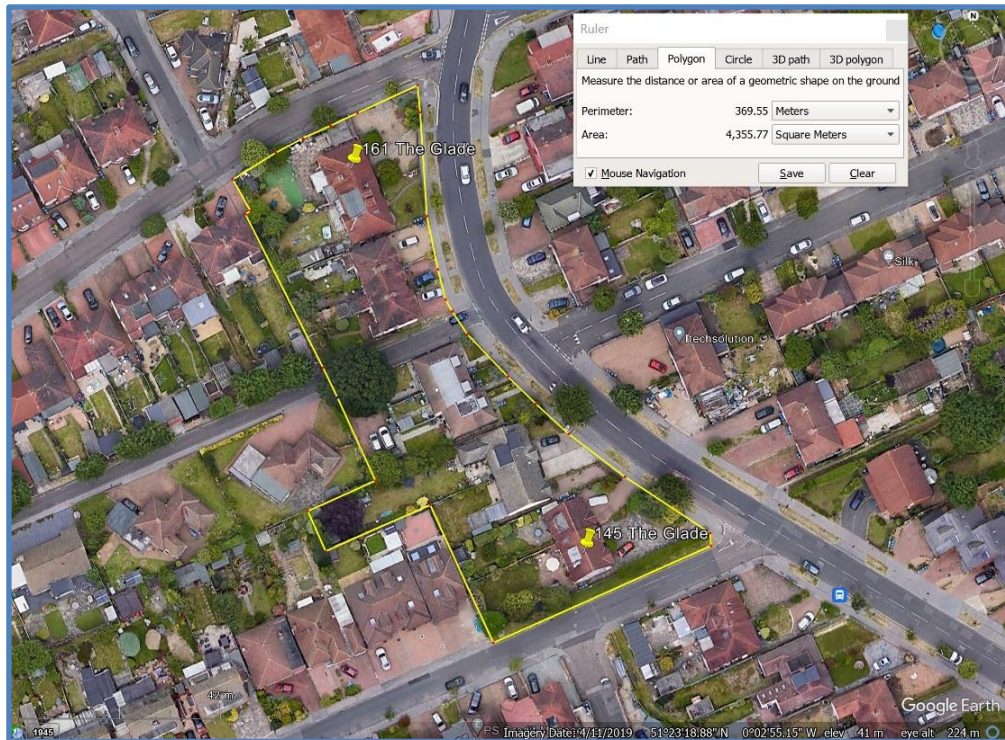 Ruler
Line Path Polygon Circle 3D path 3D polygon
Measure the distance or area of a geometric shape on the ground
Perimeter: 369.55 Meters
Area: 4,355.77 Square Meters
Mouse Navigation Save Clear
N
161 The Glade
Silk
Rechsolution
145 The Glade
42 m
Google Earth
1945
PS Imagery Date: 4/11/2019 51°23'18.88" N 0°02'55.15" W elev 41 m eye alt 224 m